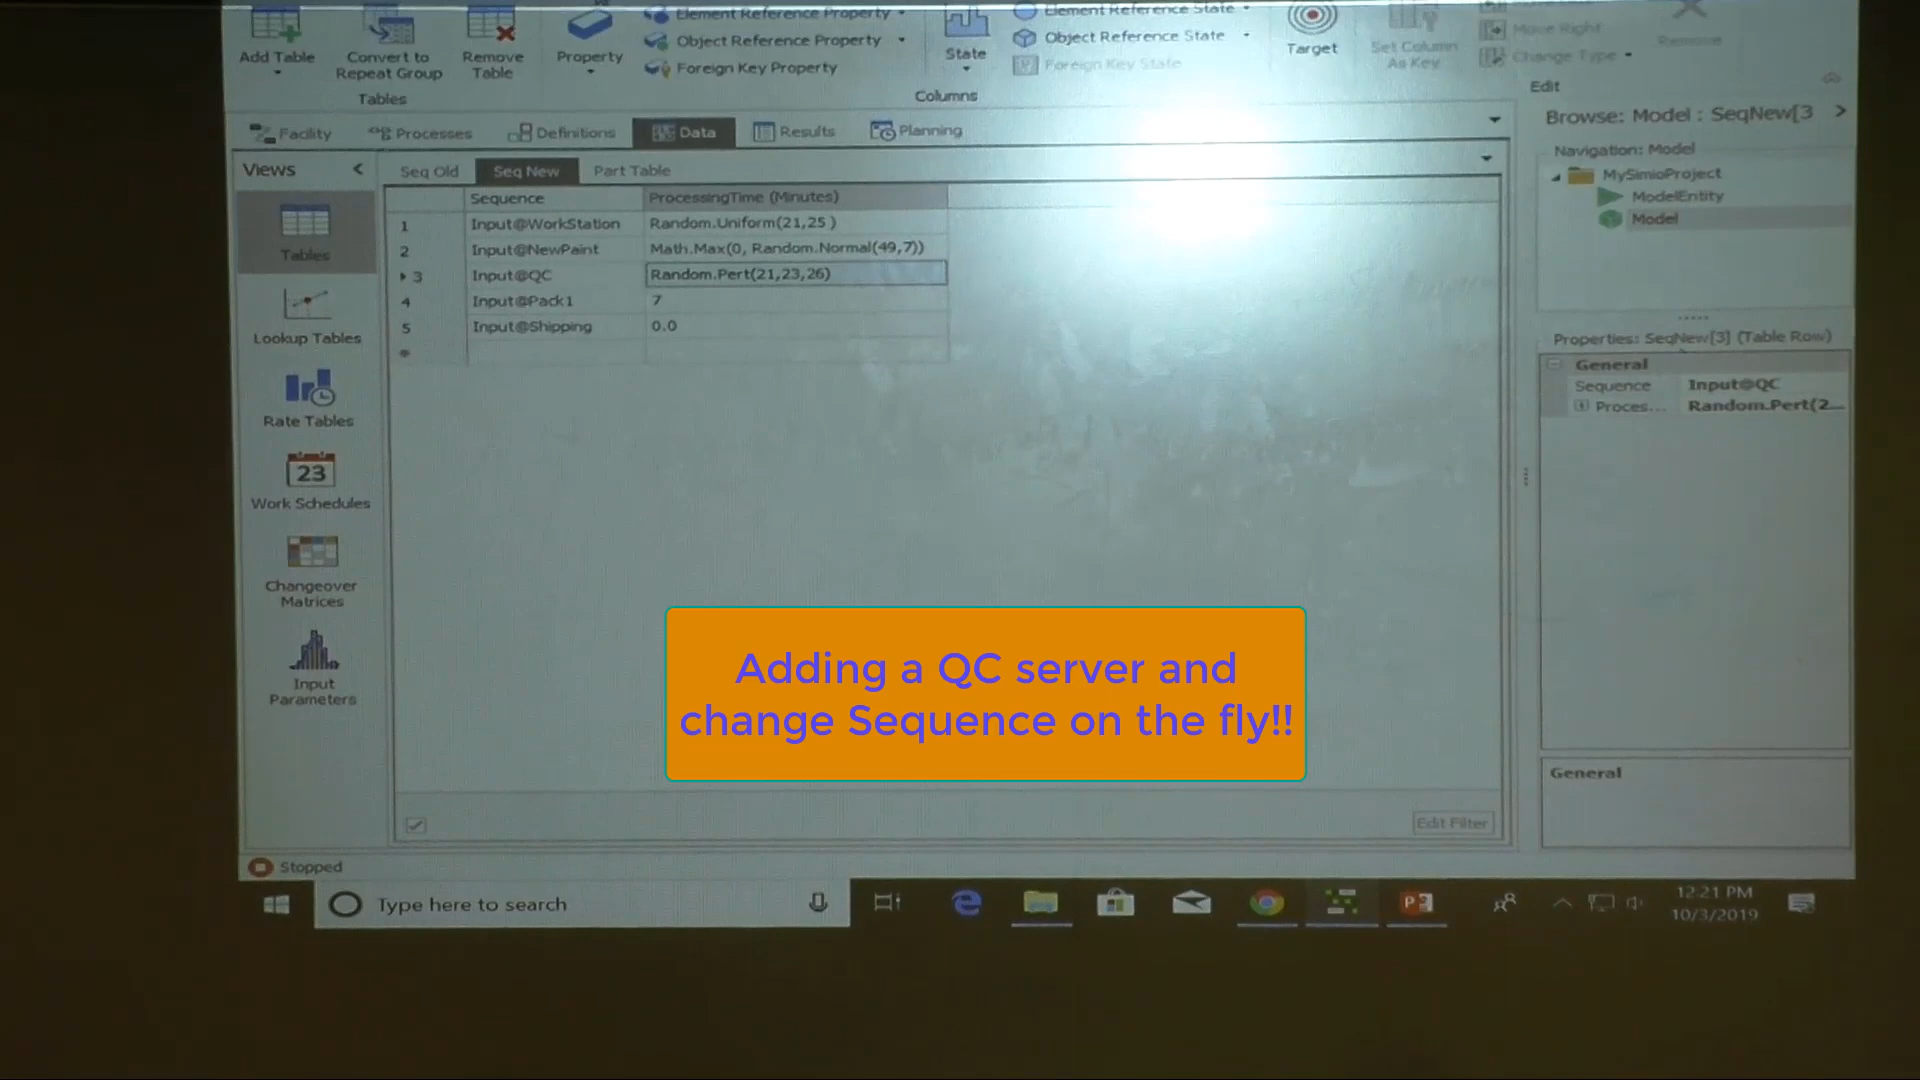 Element Reference Property
Element Reference State
Add Table
Convert to
Repeat Group
Remove
Table
Property
Object Reference Property
Foreign Key Property
State
Object Reference State
Foreign Key State
Target
Set Column
As Key
Move Right
Change Type
Remove
Tables
Columns
Edit
Facility
Processes
Definitions
Data
Results
Planning
Browse: Model : SeqNew[3
Views
Seq Old
Seq New
Part Table
Navigation: Model
MySimioProject
ModelEntity
Model
Sequence ProcessingTime (Minutes)
1 Input@WorkStation Random.Uniform(21,25 )
2 Input@NewPaint Math.Max(0, Random.Normal(49,7))
3 Input@QC Random.Pert(21,23,26)
4 Input@Pack1 7
5 Input@Shipping 0.0
Tables
Lookup Tables
Rate Tables
23
Work Schedules
Changeover
Matrices
Input
Parameters
Properties: SeqNew[3] (Table Row)
General
Sequence Input@QC
Proces... Random.Pert(2...
Adding a QC server and
change Sequence on the fly!!
General
Edit Filter
Stopped
Type here to search
12:21 PM
10/3/2019